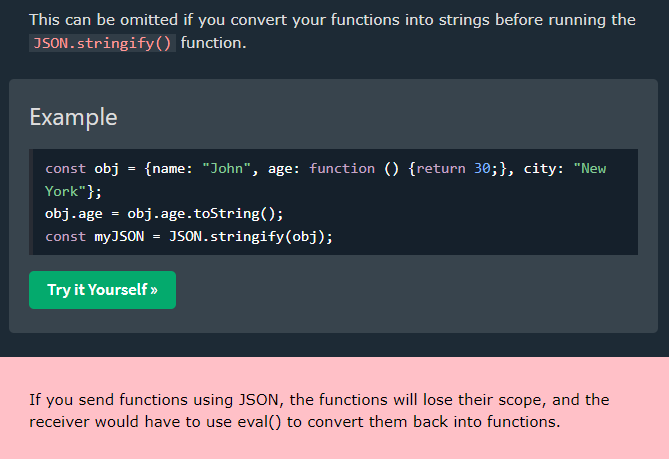 This can be omitted if you convert your functions into strings before running the
JSON.stringify() function.
Example
const obj = {name: "John", age: function () {return 30;}, city: "New
York"};
obj.age = obj.age.toString();
const myJSON = JSON.stringify(obj);
Try it Yourself »
If you send functions using JSON, the functions will lose their scope, and the
receiver would have to use eval() to convert them back into functions.